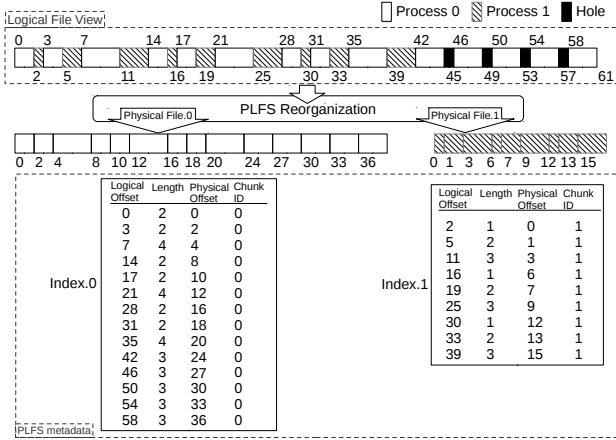 Logical File View
Process 0 Process 1 Hole
0 3 7 14 17 21 28 31 35 42 46 50 54 58
2 5 11 16 19 25 30 33 39 45 49 53 57 61
PLFS Reorganization
Physical File.0 Physical File.1
0 2 4 8 10 12 16 18 20 24 27 30 33 36
0 1 3 6 7 9 12 13 15
Index.0
Logical Offset Length Physical Offset Chunk ID
0 2 0 0
3 2 2 0
7 4 4 0
14 2 8 0
17 2 10 0
21 4 12 0
28 2 16 0
31 2 18 0
35 4 20 0
42 3 24 0
46 3 27 0
50 3 30 0
54 3 33 0
58 3 36 0
Index.1
Logical Offset Length Physical Offset Chunk ID
2 1 0 1
5 2 1 1
11 3 3 1
16 1 6 1
19 2 7 1
25 3 9 1
30 1 12 1
33 2 13 1
39 3 15 1
PLFS metadata